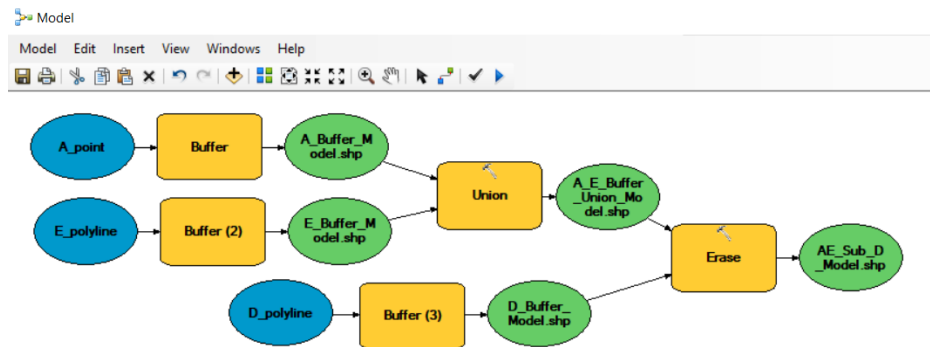 Model
Model Edit Insert View Windows Help
A_point
Buffer
A_Buffer_M
odel.shp
E_polyline
Buffer (2)
E_Buffer_M
odel.shp
Union
A_E_Buffer
_Union_Mo
del.shp
D_polyline
Buffer (3)
D_Buffer_
Model.shp
Erase
AE_Sub_D
_Model.shp